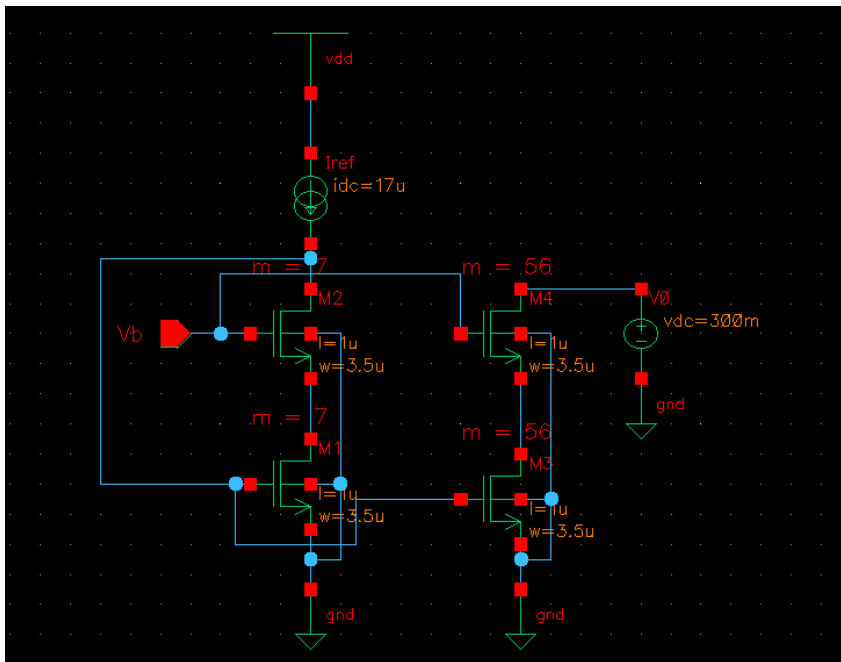 vdd
Iref
idc=17u
m = 7
m = 56
M2
M4
V0
Vb
vdc=300m
l=1u
l=1u
w=3.5u
w=3.5u
gnd
m = 7
m = 56
M1
M3
l=1u
l=1u
w=3.5u
w=3.5u
gnd
gnd